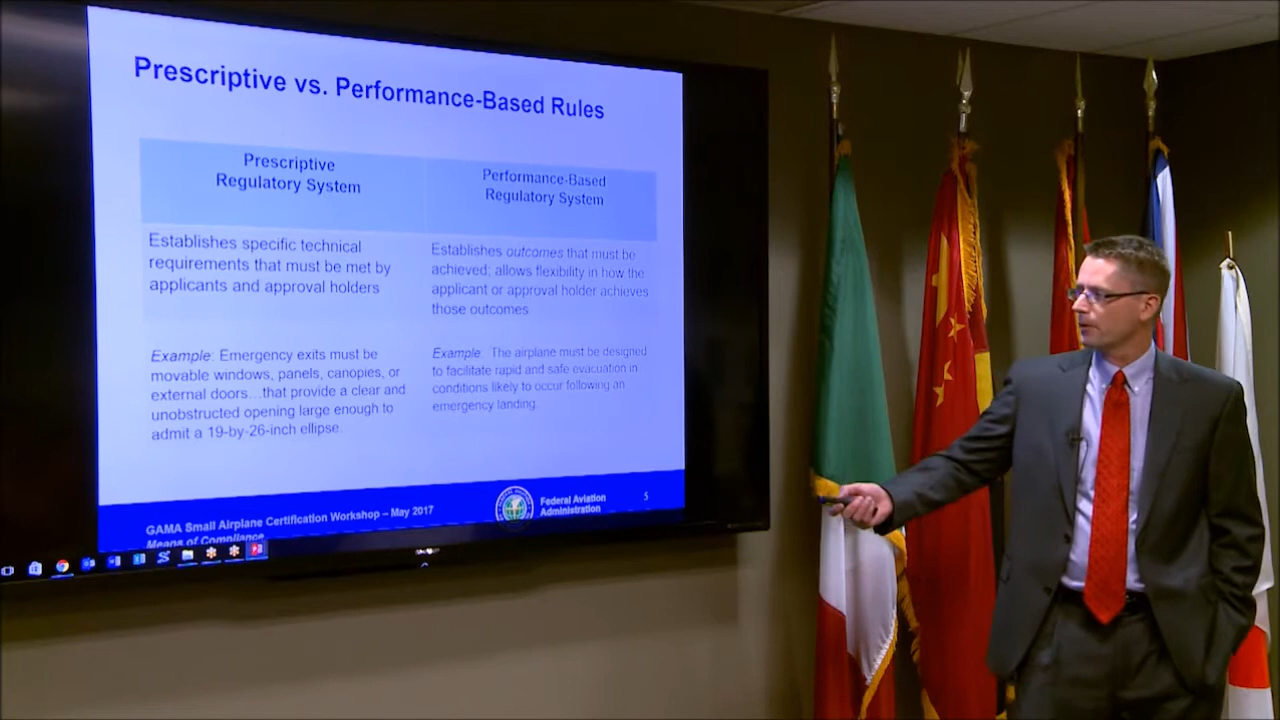 Prescriptive vs. Performance-Based Rules
Prescriptive
Regulatory System
Performance-Based
Regulatory System
Establishes specific technical
requirements that must be met by
applicants and approval holders
Establishes outcomes that must be
achieved; allows flexibility in how the
applicant or approval holder achieves
those outcomes
Example: Emergency exits must be
movable windows, panels, canopies, or
external doors…that provide a clear and
unobstructed opening large enough to
admit a 19-by-26-inch ellipse.
Example: The airplane must be designed
to facilitate rapid and safe evacuation in
conditions likely to occur following an
emergency landing.
GAMA Small Airplane Certification Workshop – May 2017
Means of Compliance
Federal Aviation
Administration
5